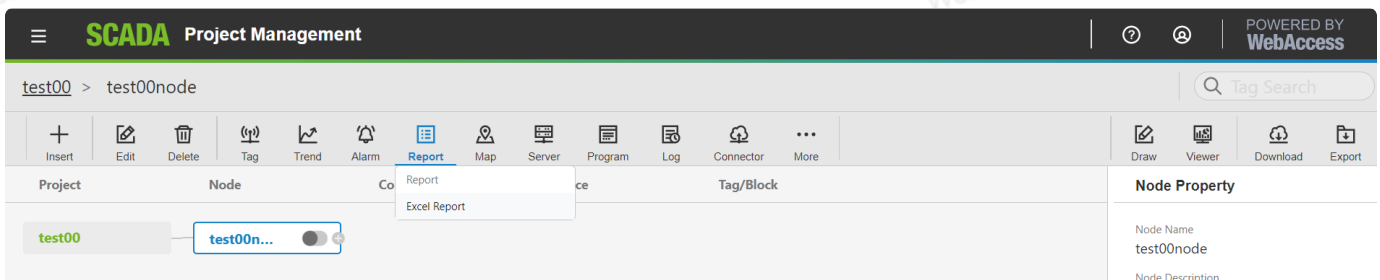 SCADA Project Management
POWERED BY
WebAccess
test00 > test00node
Tag Search
Insert Edit Delete Tag Trend Alarm Report Map Server Program Log Connector More Draw Viewer Download Export
Project Node Co ce Tag/Block Node Property
Report
Excel Report
test00 test00n...
Node Name
test00node
Node Description